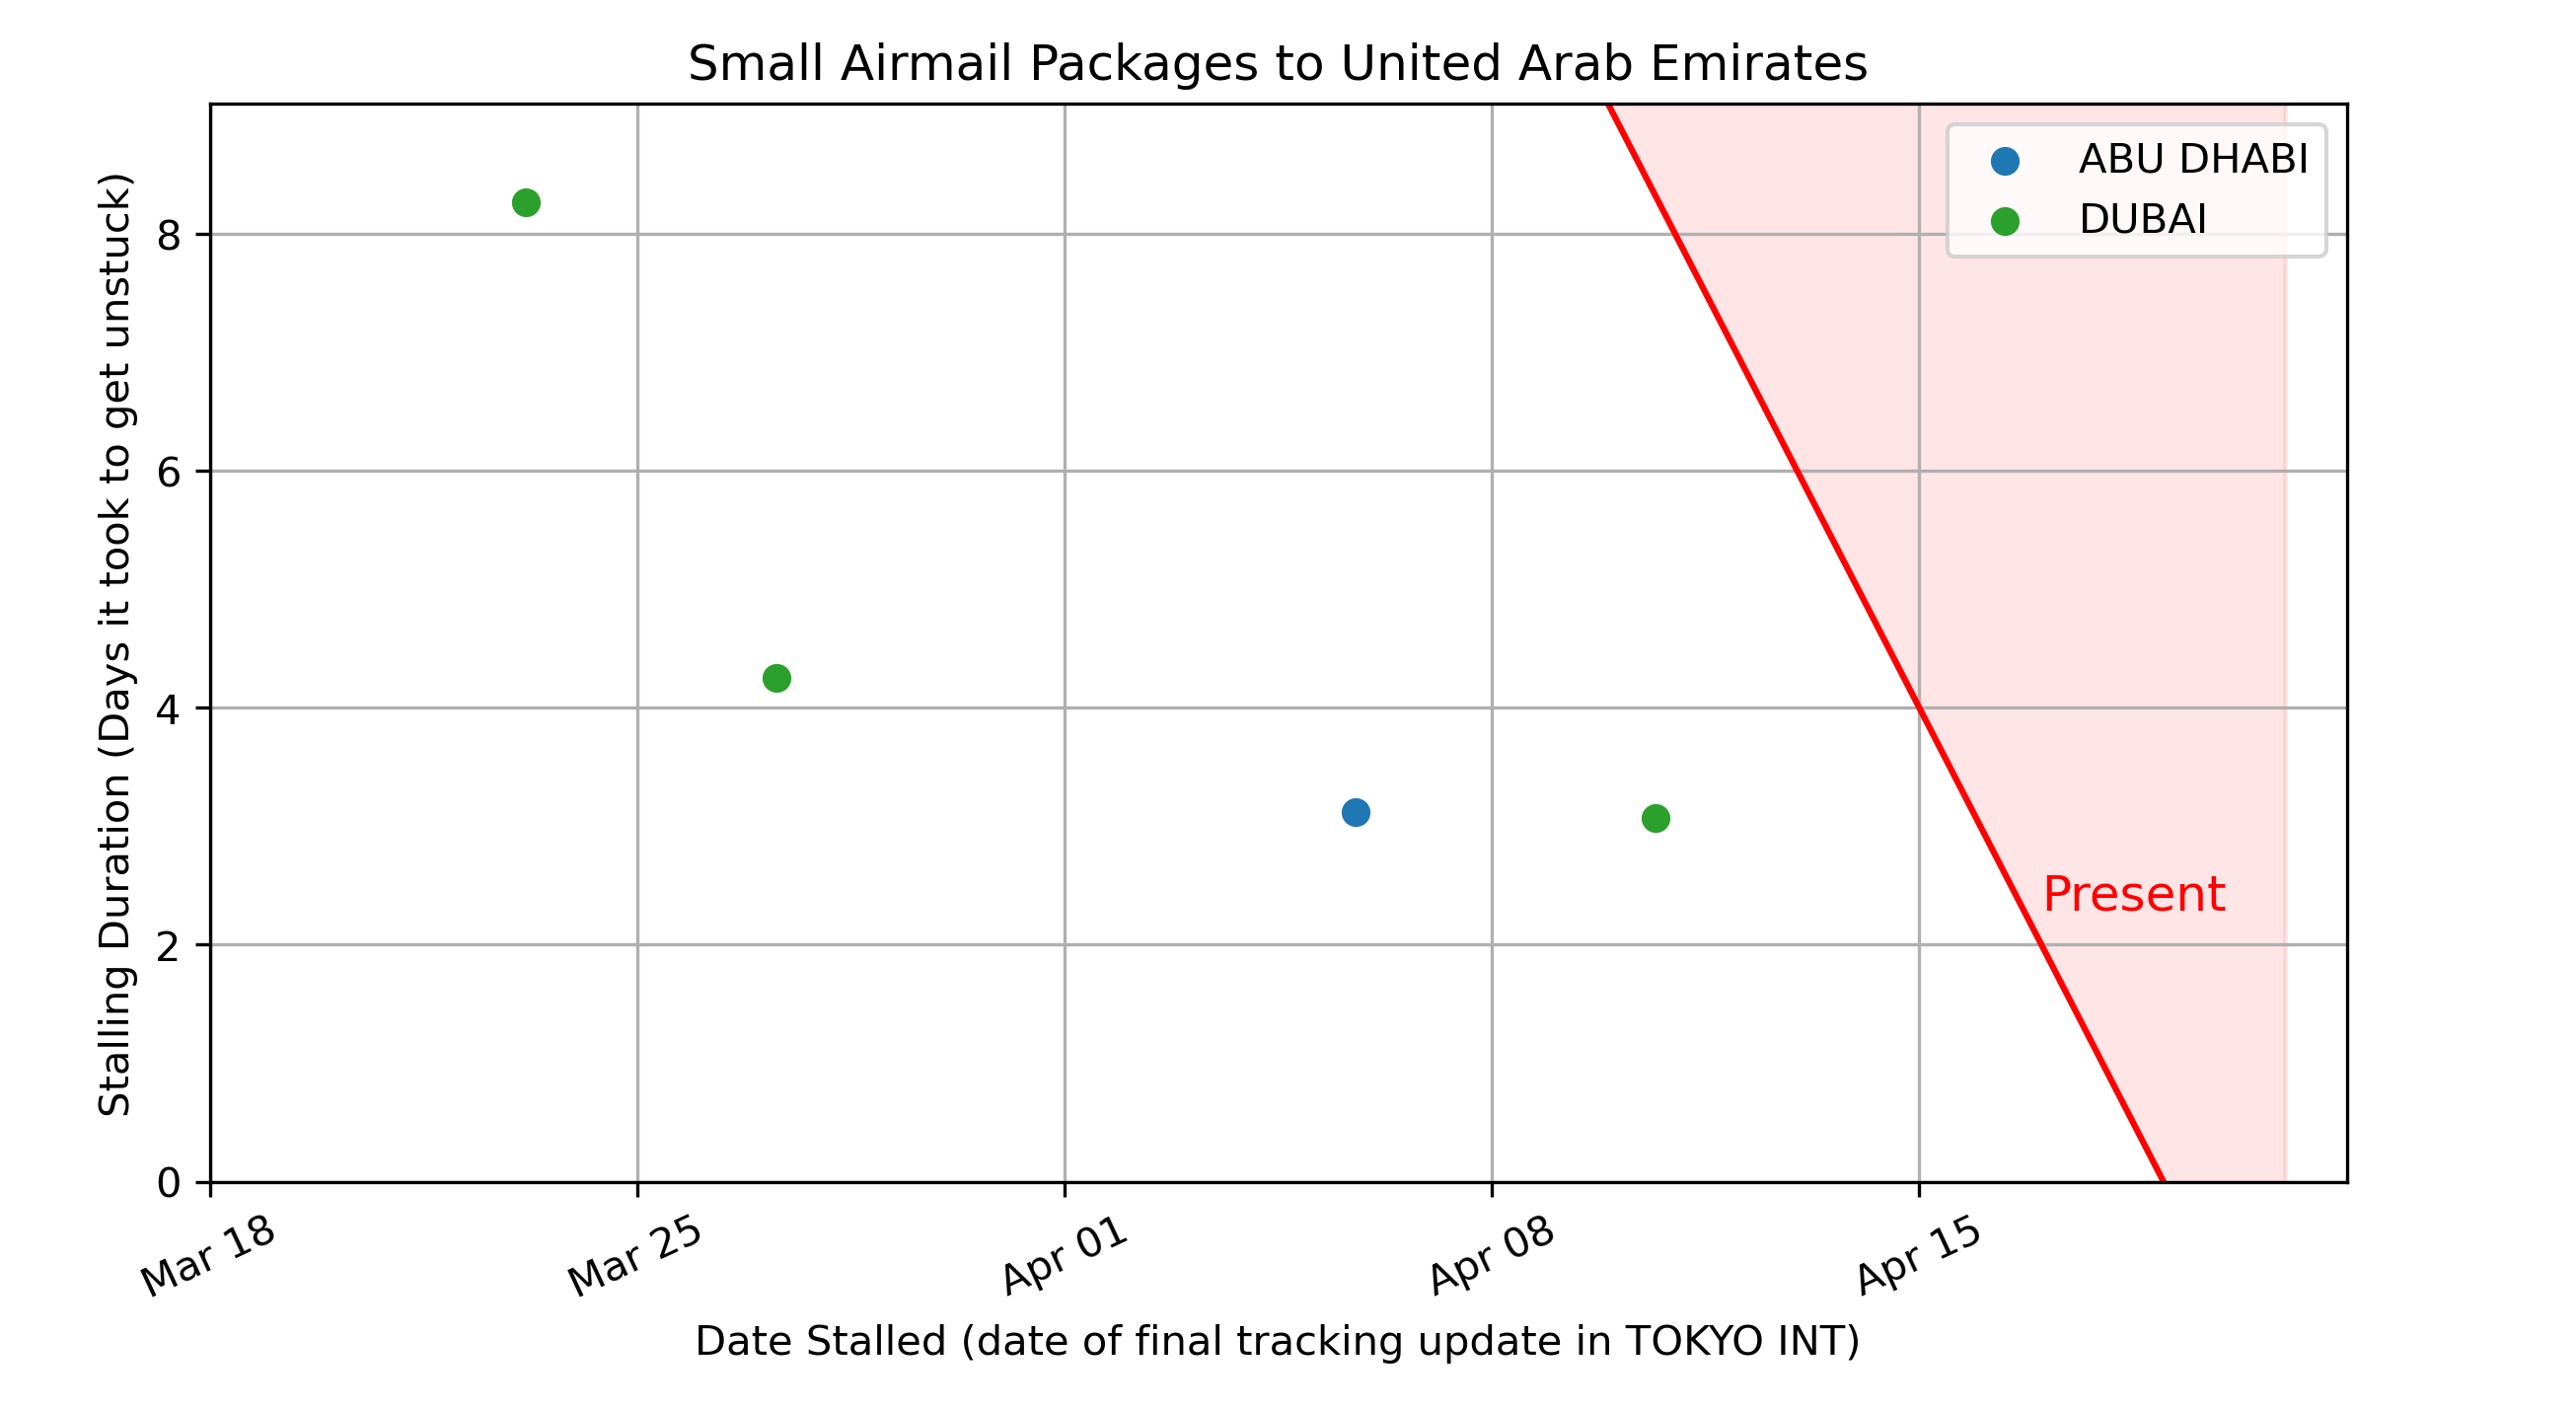 Small Airmail Packages to United Arab Emirates
ABU DHABI
DUBAI
Stalling Duration (Days it took to get unstuck)
8
6
4
2
0
Present
Mar 18
Mar 25
Apr 01
Apr 08
Apr 15
Date Stalled (date of final tracking update in TOKYO INT)